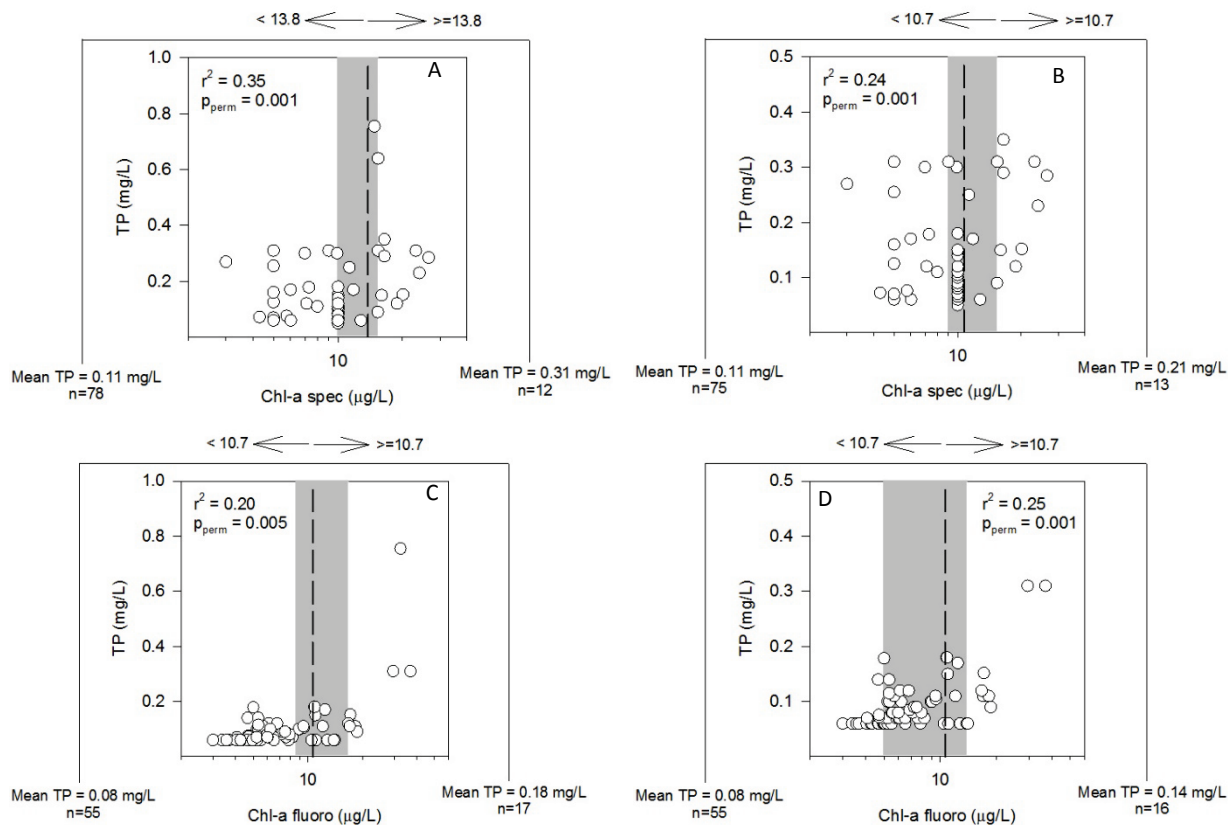 < 13.8
>=13.8
A
r² = 0.35
pperm = 0.001
1.0
0.8
0.6
0.4
0.2
TP (mg/L)
10
Chl-a spec (µg/L)
Mean TP = 0.11 mg/L
n=78
Mean TP = 0.31 mg/L
n=12
< 10.7
>=10.7
B
r² = 0.24
pperm = 0.001
0.5
0.4
0.3
0.2
0.1
TP (mg/L)
10
Chl-a spec (µg/L)
Mean TP = 0.11 mg/L
n=75
Mean TP = 0.21 mg/L
n=13
< 10.7
>=10.7
C
r² = 0.20
pperm = 0.005
1.0
0.8
0.6
0.4
0.2
TP (mg/L)
10
Chl-a fluoro (µg/L)
Mean TP = 0.08 mg/L
n=55
Mean TP = 0.18 mg/L
n=17
< 10.7
>=10.7
D
r² = 0.25
pperm = 0.001
0.5
0.4
0.3
0.2
0.1
TP (mg/L)
10
Chl-a fluoro (µg/L)
Mean TP = 0.08 mg/L
n=55
Mean TP = 0.14 mg/L
n=16